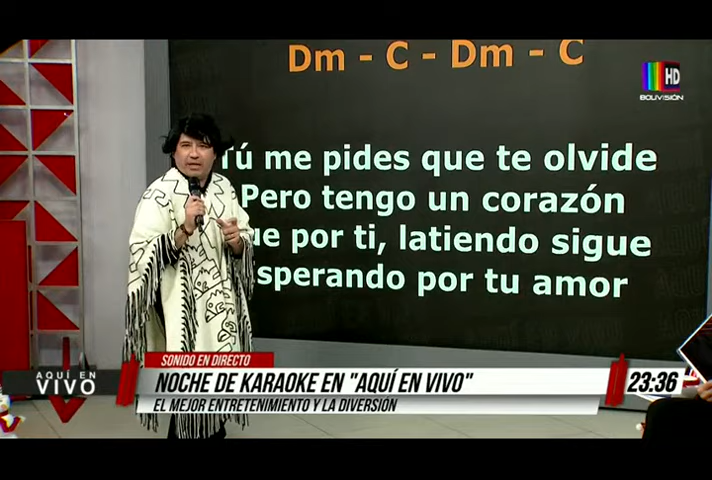 Dm - C - Dm - C
HD
BOLIVISIÓN
Tú me pides que te olvide
Pero tengo un corazón
ue por ti, latiendo sigue
sperando por tu amor
SONIDO EN DIRECTO
AQUÍ EN
VIVO
NOCHE DE KARAOKE EN "AQUÍ EN VIVO"
23:36
EL MEJOR ENTRETENIMIENTO Y LA DIVERSIÓN